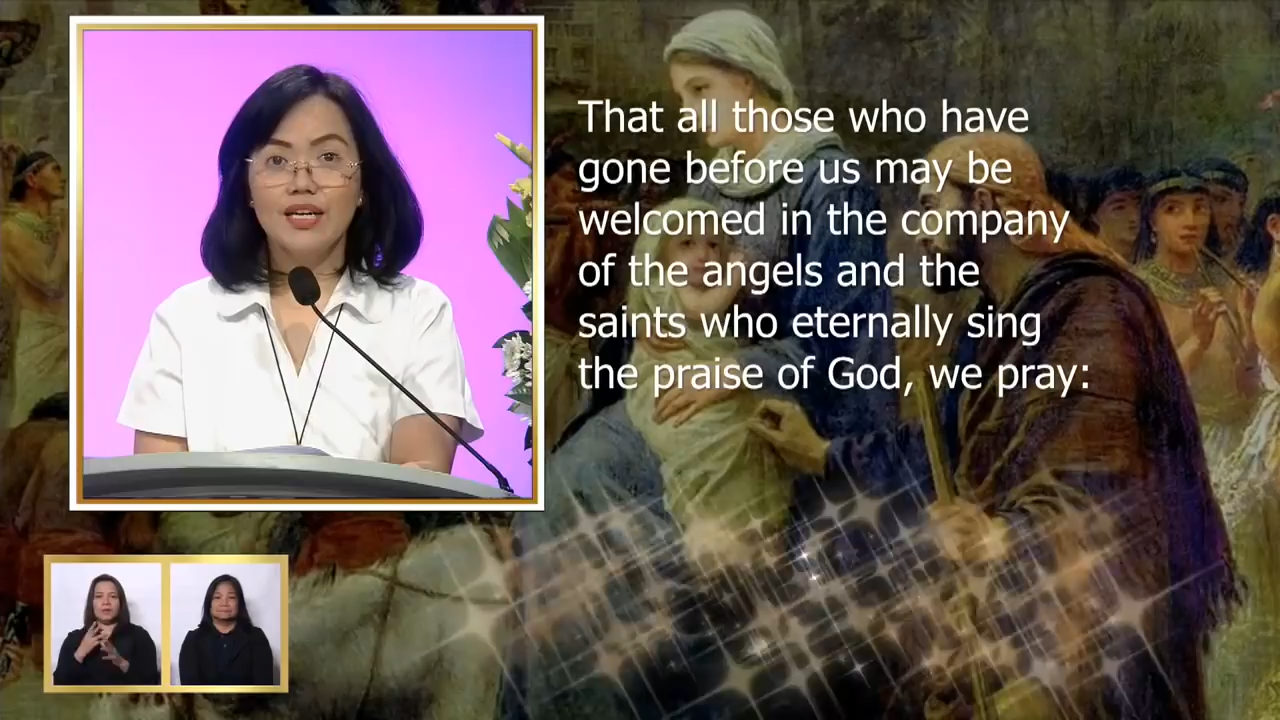 That all those who have
gone before us may be
welcomed in the company
of the angels and the
saints who eternally sing
the praise of God, we pray: